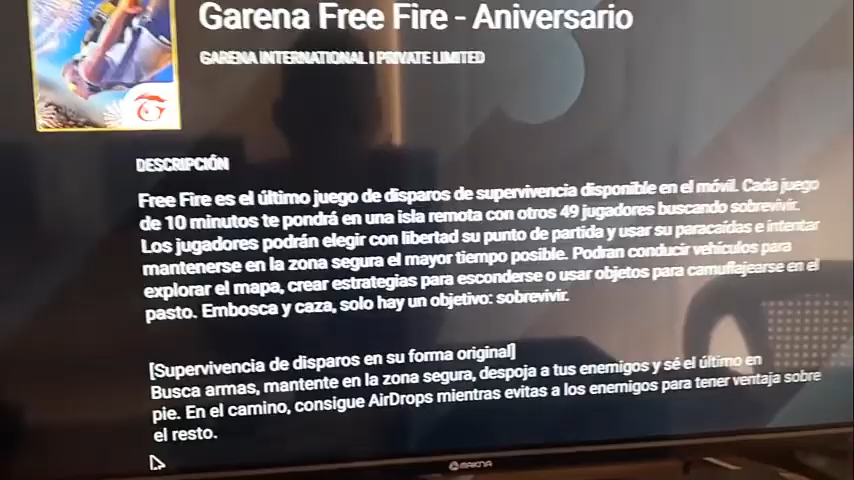 Garena Free Fire - Aniversario
GARENA INTERNATIONAL I PRIVATE LIMITED
DESCRIPCIÓN
Free Fire es el último juego de disparos de supervivencia disponible en el móvil. Cada juego
de 10 minutos te pondrá en una isla remota con otros 49 jugadores buscando sobrevivir.
Los jugadores podrán elegir con libertad su punto de partida y usar su paracaídas e intentar
mantenerse en la zona segura el mayor tiempo posible. Podran conducir vehículos para
explorar el mapa, crear estrategias para esconderse o usar objetos para camuflajearse en el
pasto. Embosca y caza, solo hay un objetivo: sobrevivir.
[Supervivencia de disparos en su forma original]
Busca armas, mantente en la zona segura, despoja a tus enemigos y sé el último en
pie. En el camino, consigue AirDrops mientras evitas a los enemigos para tener ventaja sobre
el resto.
MAKNA